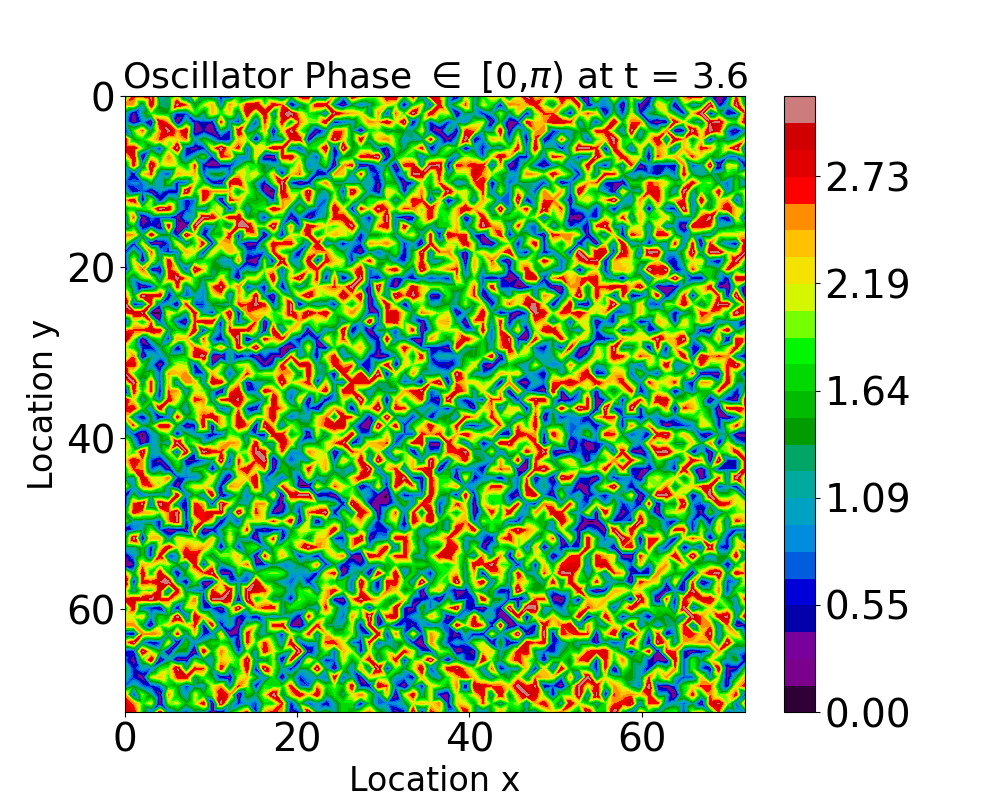 Oscillator Phase ∈ [0,π) at t = 3.6
Location y
0
20
40
60
0 20 40 60
Location x
2.73
2.19
1.64
1.09
0.55
0.00